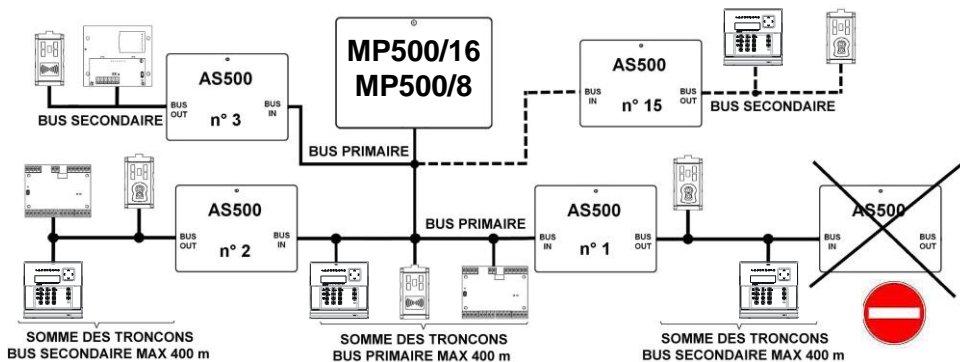 MP500/16
MP500/8
AS500
BUS OUT
BUS IN
n° 3
BUS SECONDAIRE
AS500
BUS IN
BUS OUT
n° 15
BUS SECONDAIRE
BUS PRIMAIRE
AS500
BUS OUT
BUS IN
n° 2
BUS PRIMAIRE
AS500
BUS IN
BUS OUT
n° 1
AS500
BUS IN
BUS OUT
SOMME DES TRONCONS
BUS SECONDAIRE MAX 400 m
SOMME DES TRONCONS
BUS PRIMAIRE MAX 400 m
SOMME DES TRONCONS
BUS SECONDAIRE MAX 400 m